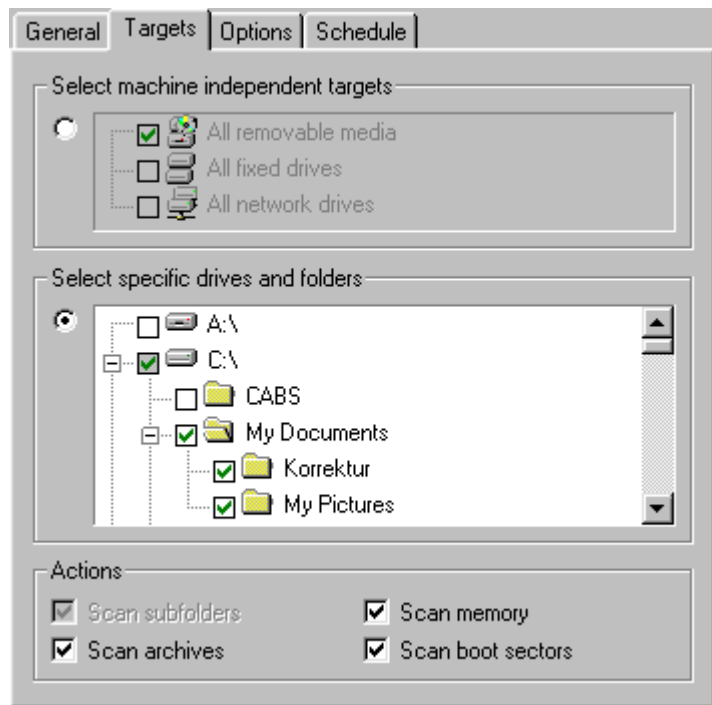 General Targets Options Schedule
Select machine independent targets
All removable media
All fixed drives
All network drives
Select specific drives and folders
A:\
C:\
CABS
My Documents
Korrektur
My Pictures
Actions
Scan subfolders Scan memory
Scan archives Scan boot sectors